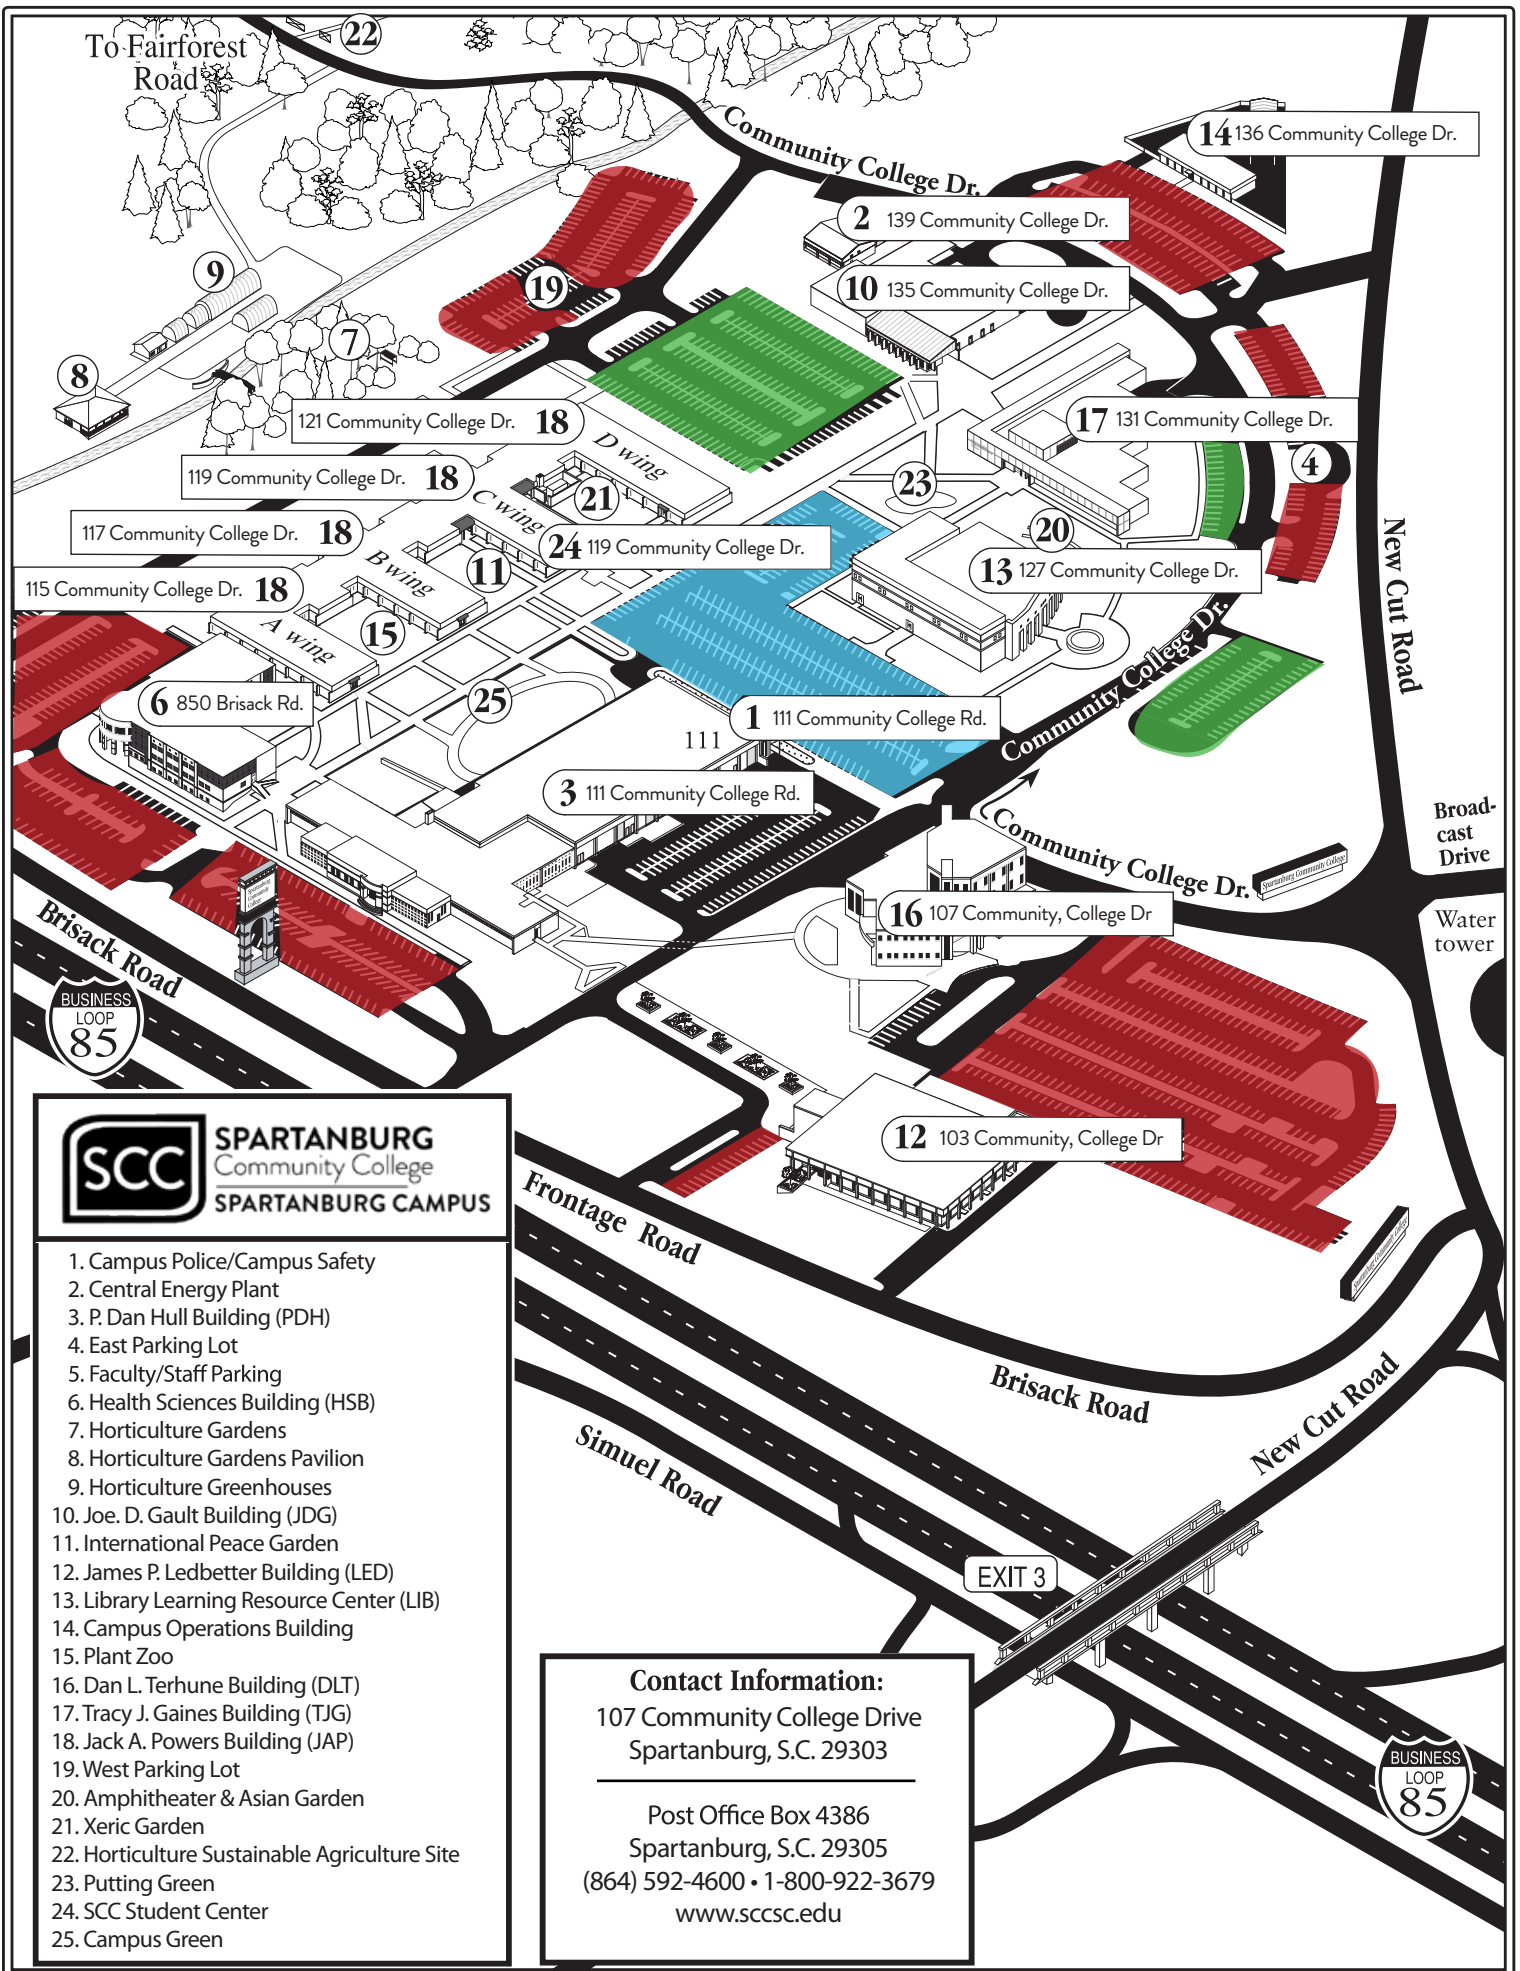 To Fairforest
Road
22
Community College Dr.
14 136 Community College Dr.
2 139 Community College Dr.
9
19
10 135 Community College Dr.
7
8
121 Community College Dr. 18
17 131 Community College Dr.
D wing
119 Community College Dr. 18
4
23
21
C wing
20
117 Community College Dr. 18
24 119 Community College Dr.
New Cut Road
11
B wing
13 127 Community College Dr.
115 Community College Dr. 18
15
A wing
Community College Dr.
6 850 Brisack Rd.
25
1 111 Community College Rd.
111
3 111 Community College Rd.
Community College Dr.
Broad-
cast
Drive
Spartanburg Community College
Spartanburg
Community
College
16 107 Community, College Dr
Water
tower
Brisack Road
BUSINESS
LOOP
85
12 103 Community, College Dr
SCC
SPARTANBURG
Community College
SPARTANBURG CAMPUS
Frontage Road
Spartanburg Community College
1. Campus Police/Campus Safety
2. Central Energy Plant
3. P. Dan Hull Building (PDH)
4. East Parking Lot
5. Faculty/Staff Parking
6. Health Sciences Building (HSB)
7. Horticulture Gardens
8. Horticulture Gardens Pavilion
9. Horticulture Greenhouses
10. Joe. D. Gault Building (JDG)
11. International Peace Garden
12. James P. Ledbetter Building (LED)
13. Library Learning Resource Center (LIB)
14. Campus Operations Building
15. Plant Zoo
16. Dan L. Terhune Building (DLT)
17. Tracy J. Gaines Building (TJG)
18. Jack A. Powers Building (JAP)
19. West Parking Lot
20. Amphitheater & Asian Garden
21. Xeric Garden
22. Horticulture Sustainable Agriculture Site
23. Putting Green
24. SCC Student Center
25. Campus Green
Brisack Road
New Cut Road
Simuel Road
EXIT 3
Contact Information:
107 Community College Drive
Spartanburg, S.C. 29303
Post Office Box 4386
Spartanburg, S.C. 29305
(864) 592-4600 • 1-800-922-3679
www.sccsc.edu
BUSINESS
LOOP
85